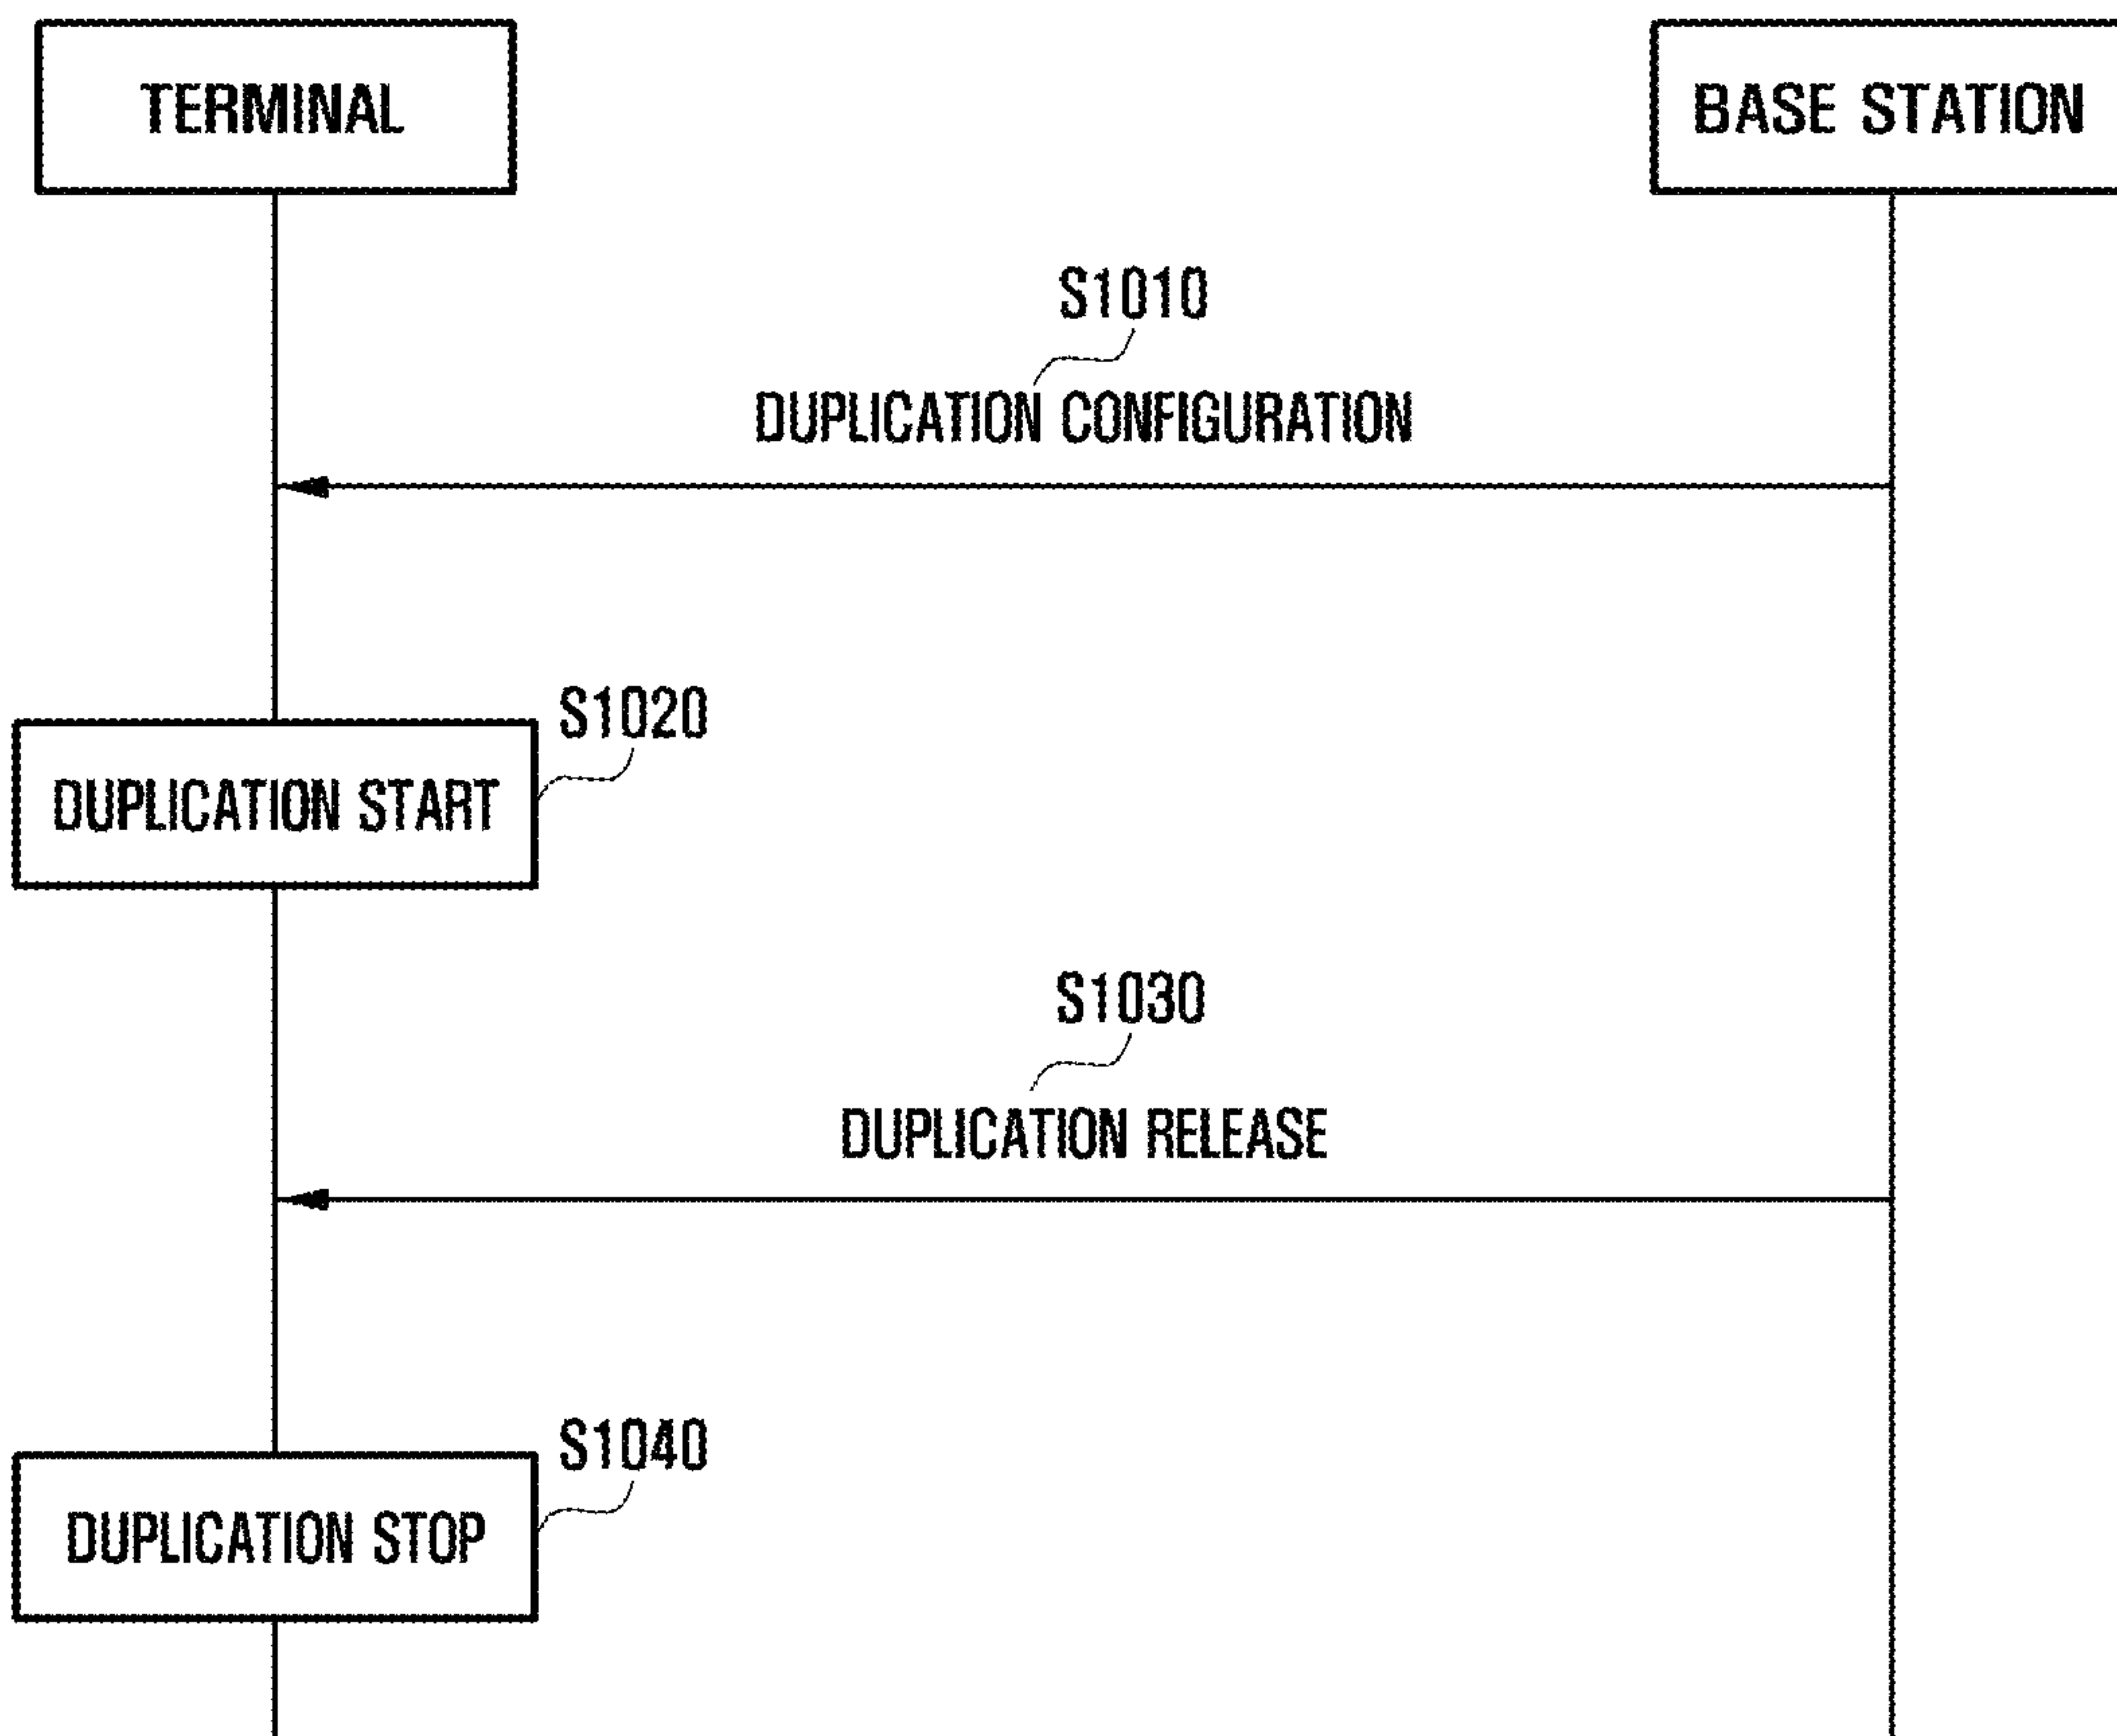 TERMINAL
BASE STATION
S1010
DUPLICATION CONFIGURATION
S1020
DUPLICATION START
S1030
DUPLICATION RELEASE
S1040
DUPLICATION STOP